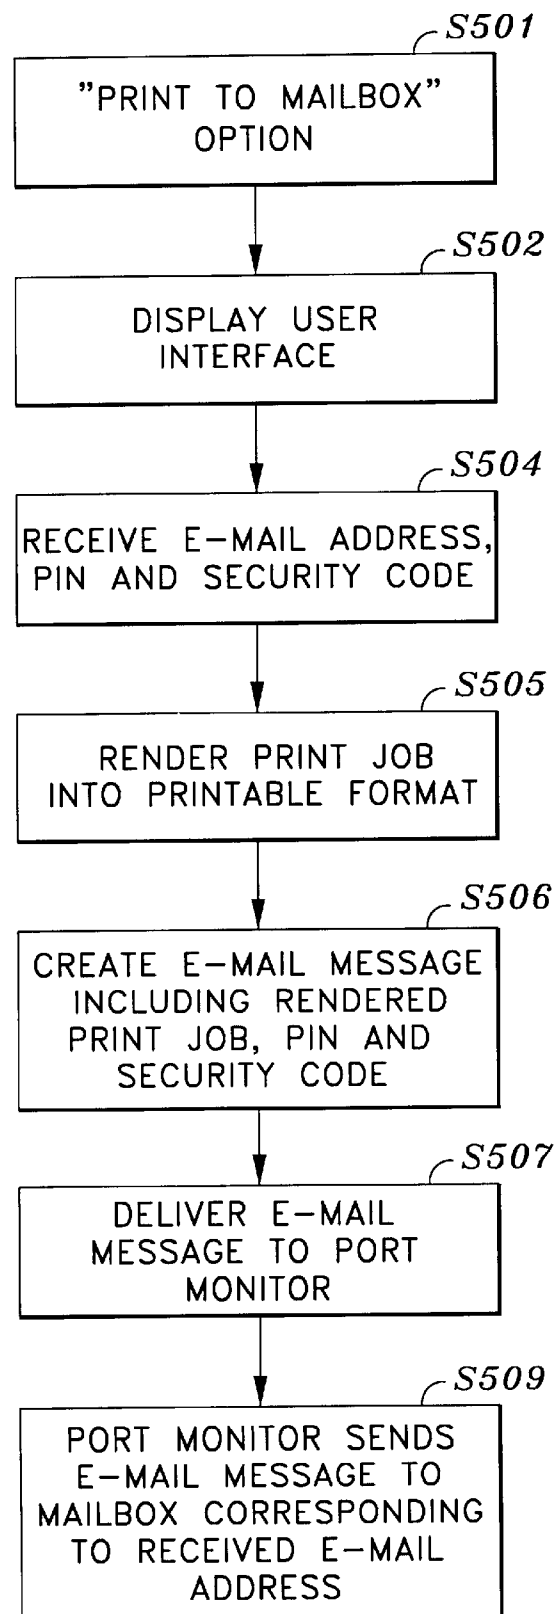 S501
"PRINT TO MAILBOX"
OPTION
S502
DISPLAY USER
INTERFACE
S504
RECEIVE E-MAIL ADDRESS,
PIN AND SECURITY CODE
S505
RENDER PRINT JOB
INTO PRINTABLE FORMAT
S506
CREATE E-MAIL MESSAGE
INCLUDING RENDERED
PRINT JOB, PIN AND
SECURITY CODE
S507
DELIVER E-MAIL
MESSAGE TO PORT
MONITOR
S509
PORT MONITOR SENDS
E-MAIL MESSAGE TO
MAILBOX CORRESPONDING
TO RECEIVED E-MAIL
ADDRESS